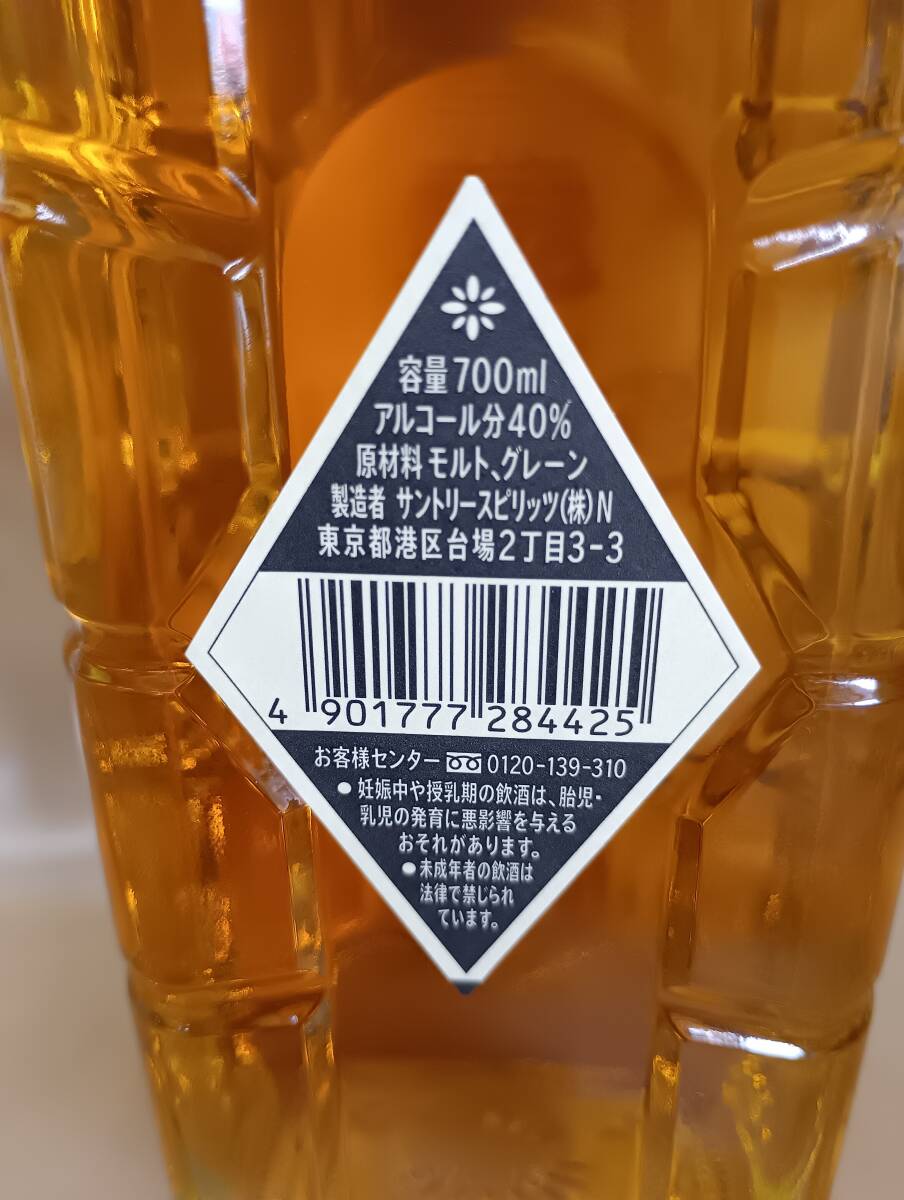 容量700ml
アルコール分40%
原材料 モルト、グレーン
製造者 サントリースピリッツ(株)N
東京都港区台場2丁目3-3
4 901777 284425
お客様センター 0120-139-310
●妊娠中や授乳期の飲酒は、胎児・
乳児の発育に悪影響を与える
おそれがあります。
●未成年者の飲酒は
法律で禁じられ
ています。